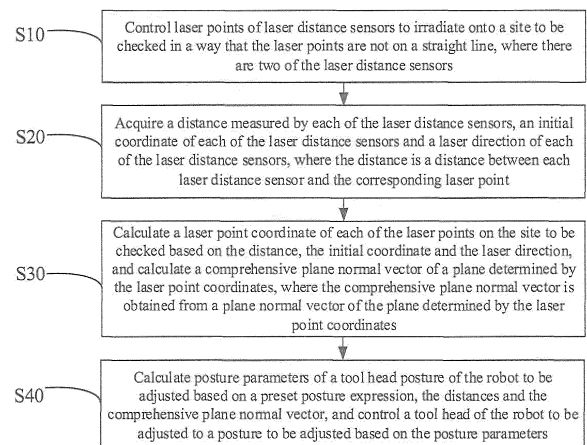 S10
Control laser points of laser distance sensors to irradiate onto a site to be
checked in a way that the laser points are not on a straight line, where there
are two of the laser distance sensors
S20
Acquire a distance measured by each of the laser distance sensors, an initial
coordinate of each of the laser distance sensors and a laser direction of each
of the laser distance sensors, where the distance is a distance between each
laser distance sensor and the corresponding laser point
S30
Calculate a laser point coordinate of each of the laser points on the site to be
checked based on the distance, the initial coordinate and the laser direction,
and calculate a comprehensive plane normal vector of a plane determined by
the laser point coordinates, where the comprehensive plane normal vector is
obtained from a plane normal vector of the plane determined by the laser
point coordinates
S40
Calculate posture parameters of a tool head posture of the robot to be
adjusted based on a preset posture expression, the distances and the
comprehensive plane normal vector, and control a tool head of the robot to be
adjusted to a posture to be adjusted based on the posture parameters